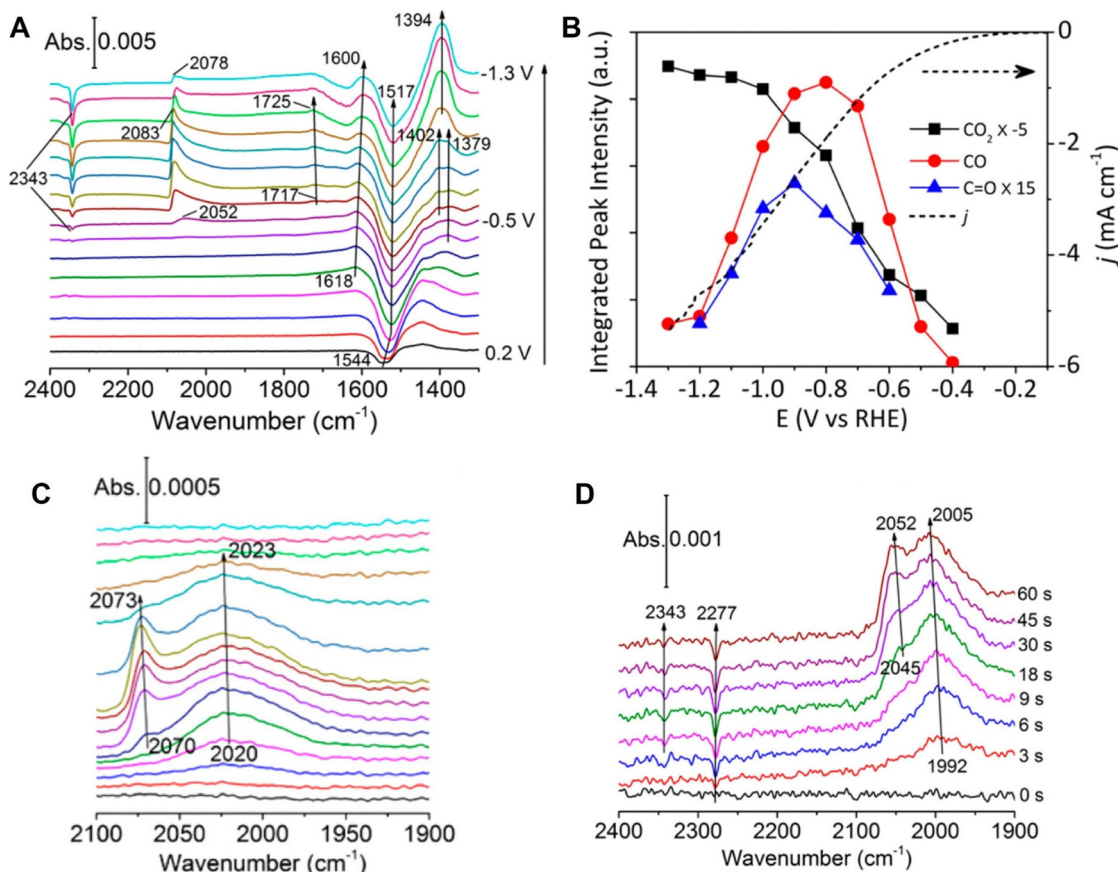 A
Abs. 0.005
2078
1394
1600
-1.3 V
1517
1725
2083
1402
1379
2343
1717
2052
-0.5 V
1618
1544
0.2 V
2400 2200 2000 1800 1600 1400
Wavenumber (cm-1)
B
Integrated Peak Intensity (a.u.)
CO2 X -5
CO
C=O X 15
j
0
-2
-4
-6
j (mA cm-1)
-1.4 -1.2 -1.0 -0.8 -0.6 -0.4 -0.2
E (V vs RHE)
C
Abs. 0.0005
2023
2073
2070
2020
2100 2050 2000 1950 1900
Wavenumber (cm-1)
D
Abs. 0.001
2052 2005
2343 2277
60 s
45 s
30 s
2045
18 s
9 s
6 s
1992
3 s
0 s
2400 2300 2200 2100 2000 1900
Wavenumber (cm-1)